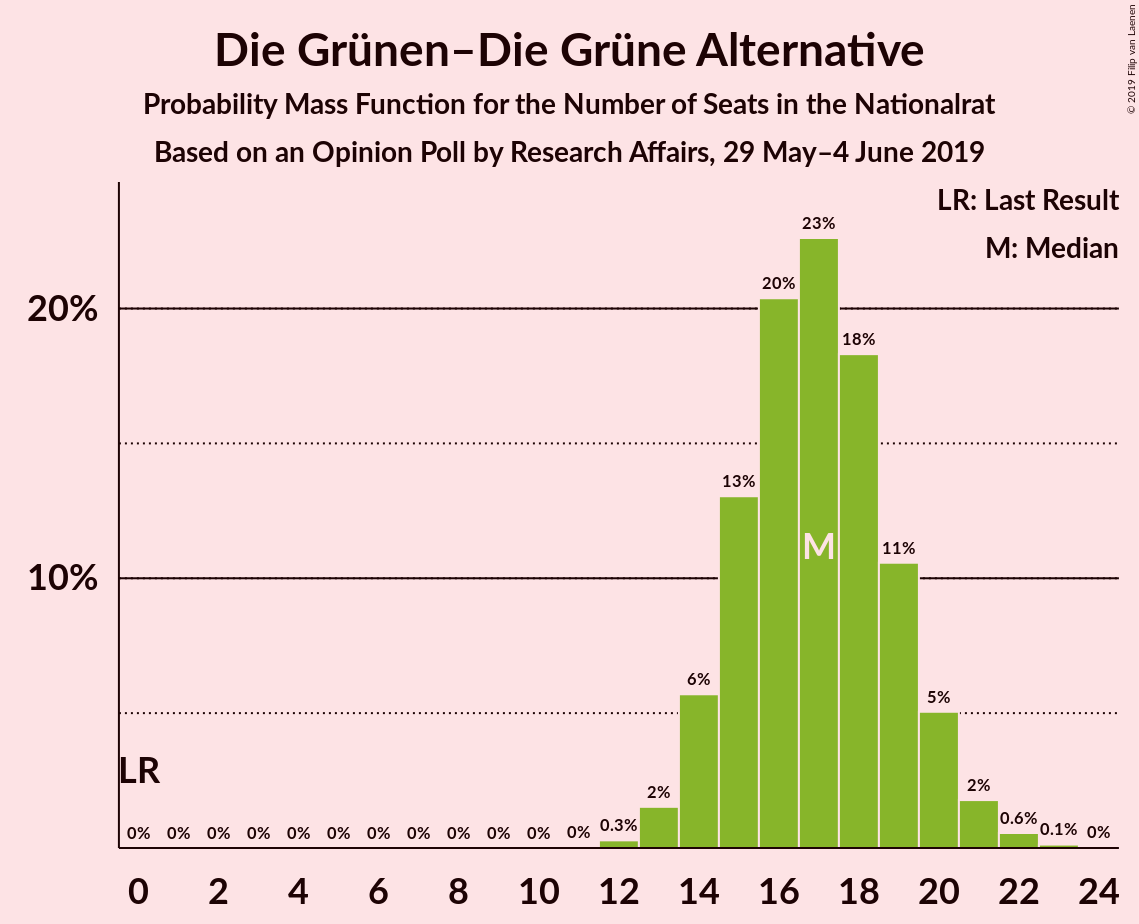 Die Grünen–Die Grüne Alternative
Probability Mass Function for the Number of Seats in the Nationalrat
Based on an Opinion Poll by Research Affairs, 29 May–4 June 2019
© 2019 Filip van Laenen
LR: Last Result
M: Median
23%
20%
20%
18%
13%
M
11%
10%
6%
5%
LR
2%
2%
0% 0% 0% 0% 0% 0% 0% 0% 0% 0% 0% 0% 0.3% 0.6% 0.1% 0%
0 2 4 6 8 10 12 14 16 18 20 22 24